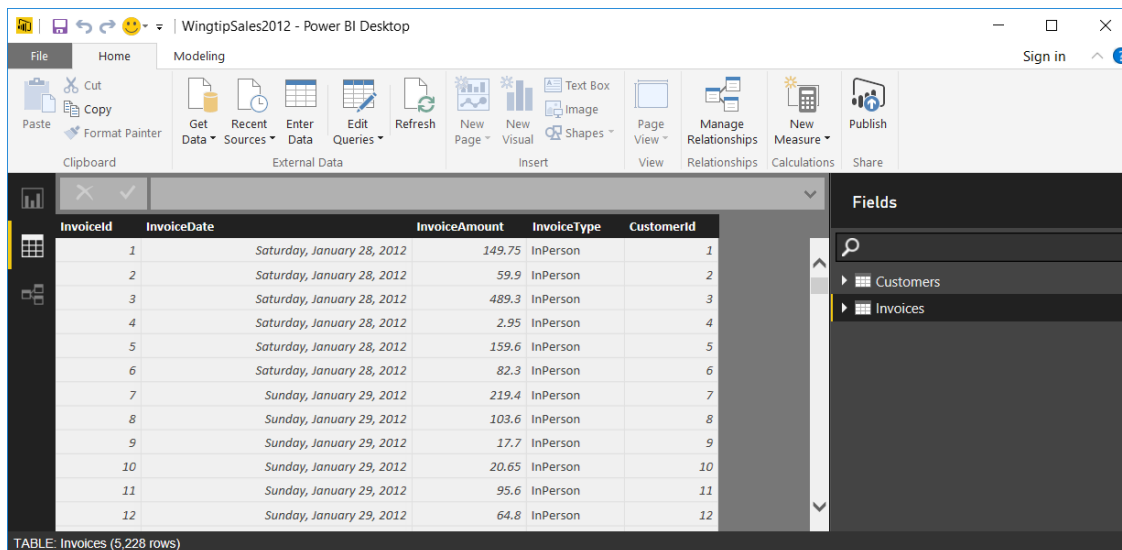 WingtipSales2012 - Power BI Desktop
File Home Modeling Sign in
Cut
Copy
Format Painter
Paste
Get Data
Recent Sources
Enter Data
Edit Queries
Refresh
New Page
New Visual
Text Box
Image
Shapes
Page View
Manage Relationships
New Measure
Publish
Clipboard External Data Insert View Relationships Calculations Share
Fields
InvoiceId InvoiceDate InvoiceAmount InvoiceType CustomerId
1 Saturday, January 28, 2012 149.75 InPerson 1
2 Saturday, January 28, 2012 59.9 InPerson 2
3 Saturday, January 28, 2012 489.3 InPerson 3
4 Saturday, January 28, 2012 2.95 InPerson 4
5 Saturday, January 28, 2012 159.6 InPerson 5
6 Saturday, January 28, 2012 82.3 InPerson 6
7 Sunday, January 29, 2012 219.4 InPerson 7
8 Sunday, January 29, 2012 103.6 InPerson 8
9 Sunday, January 29, 2012 17.7 InPerson 9
10 Sunday, January 29, 2012 20.65 InPerson 10
11 Sunday, January 29, 2012 95.6 InPerson 11
12 Sunday, January 29, 2012 64.8 InPerson 12
Customers
Invoices
TABLE: Invoices (5,228 rows)